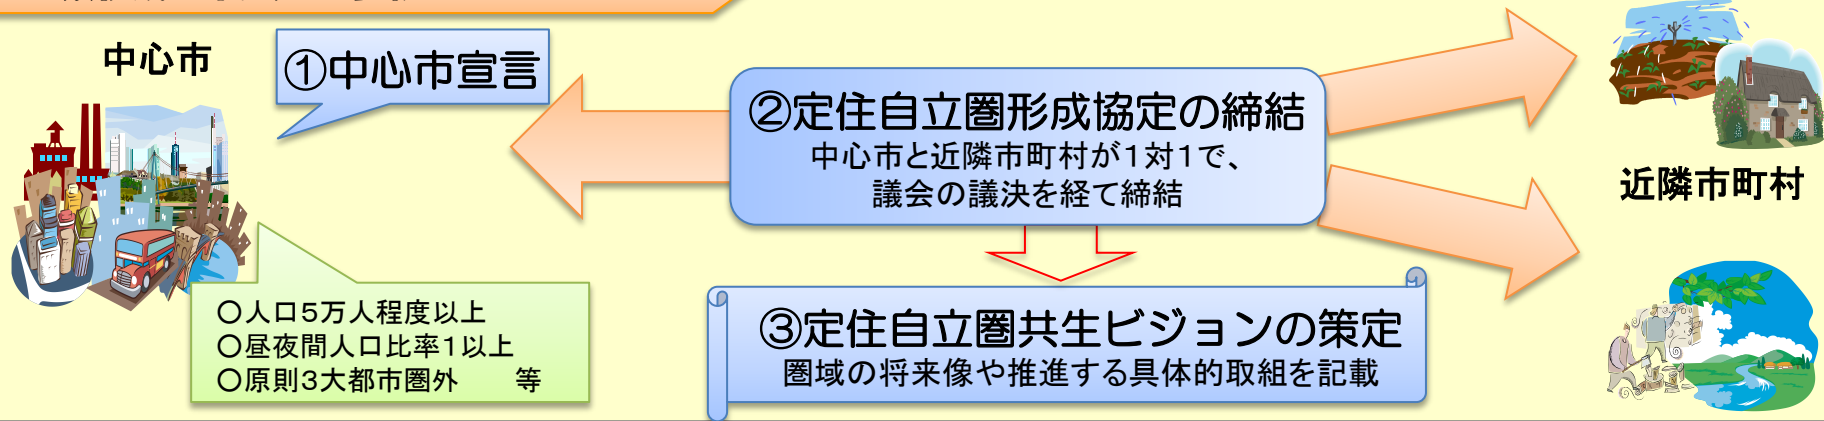 中心市
①中心市宣言
②定住自立圏形成協定の締結
中心市と近隣市町村が1対1で、
議会の議決を経て締結
近隣市町村
○人口5万人程度以上
○昼夜間人口比率1以上
○原則3大都市圏外　　等
③定住自立圏共生ビジョンの策定
圏域の将来像や推進する具体的取組を記載